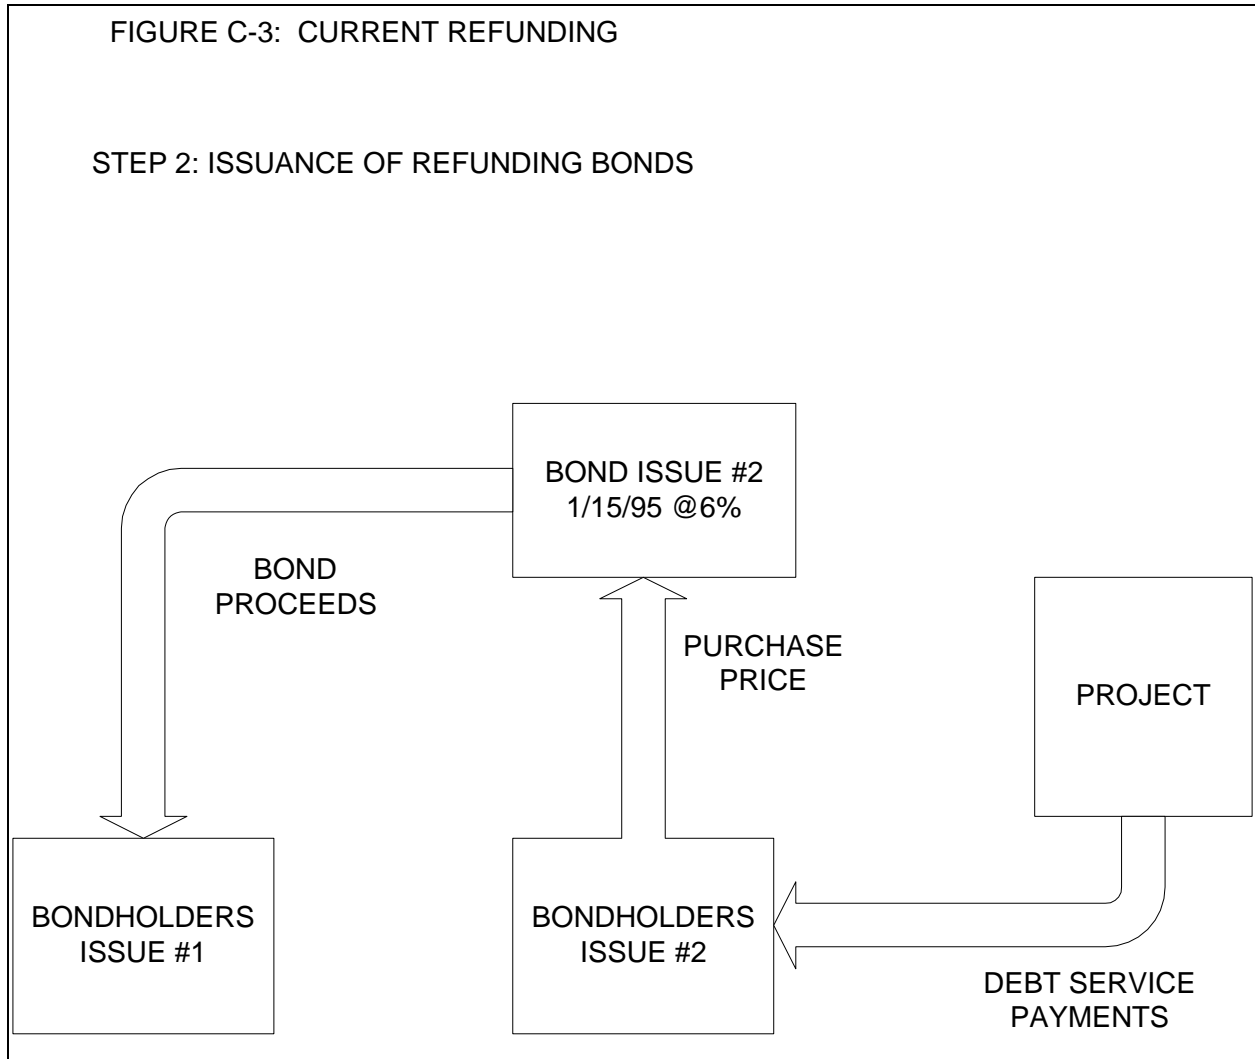 FIGURE C-3:  CURRENT REFUNDING
STEP 2: ISSUANCE OF REFUNDING BONDS
BOND ISSUE #2
1/15/95 @6%
BOND
PROCEEDS
PURCHASE
PRICE
PROJECT
BONDHOLDERS
ISSUE #1
BONDHOLDERS
ISSUE #2
DEBT SERVICE
PAYMENTS